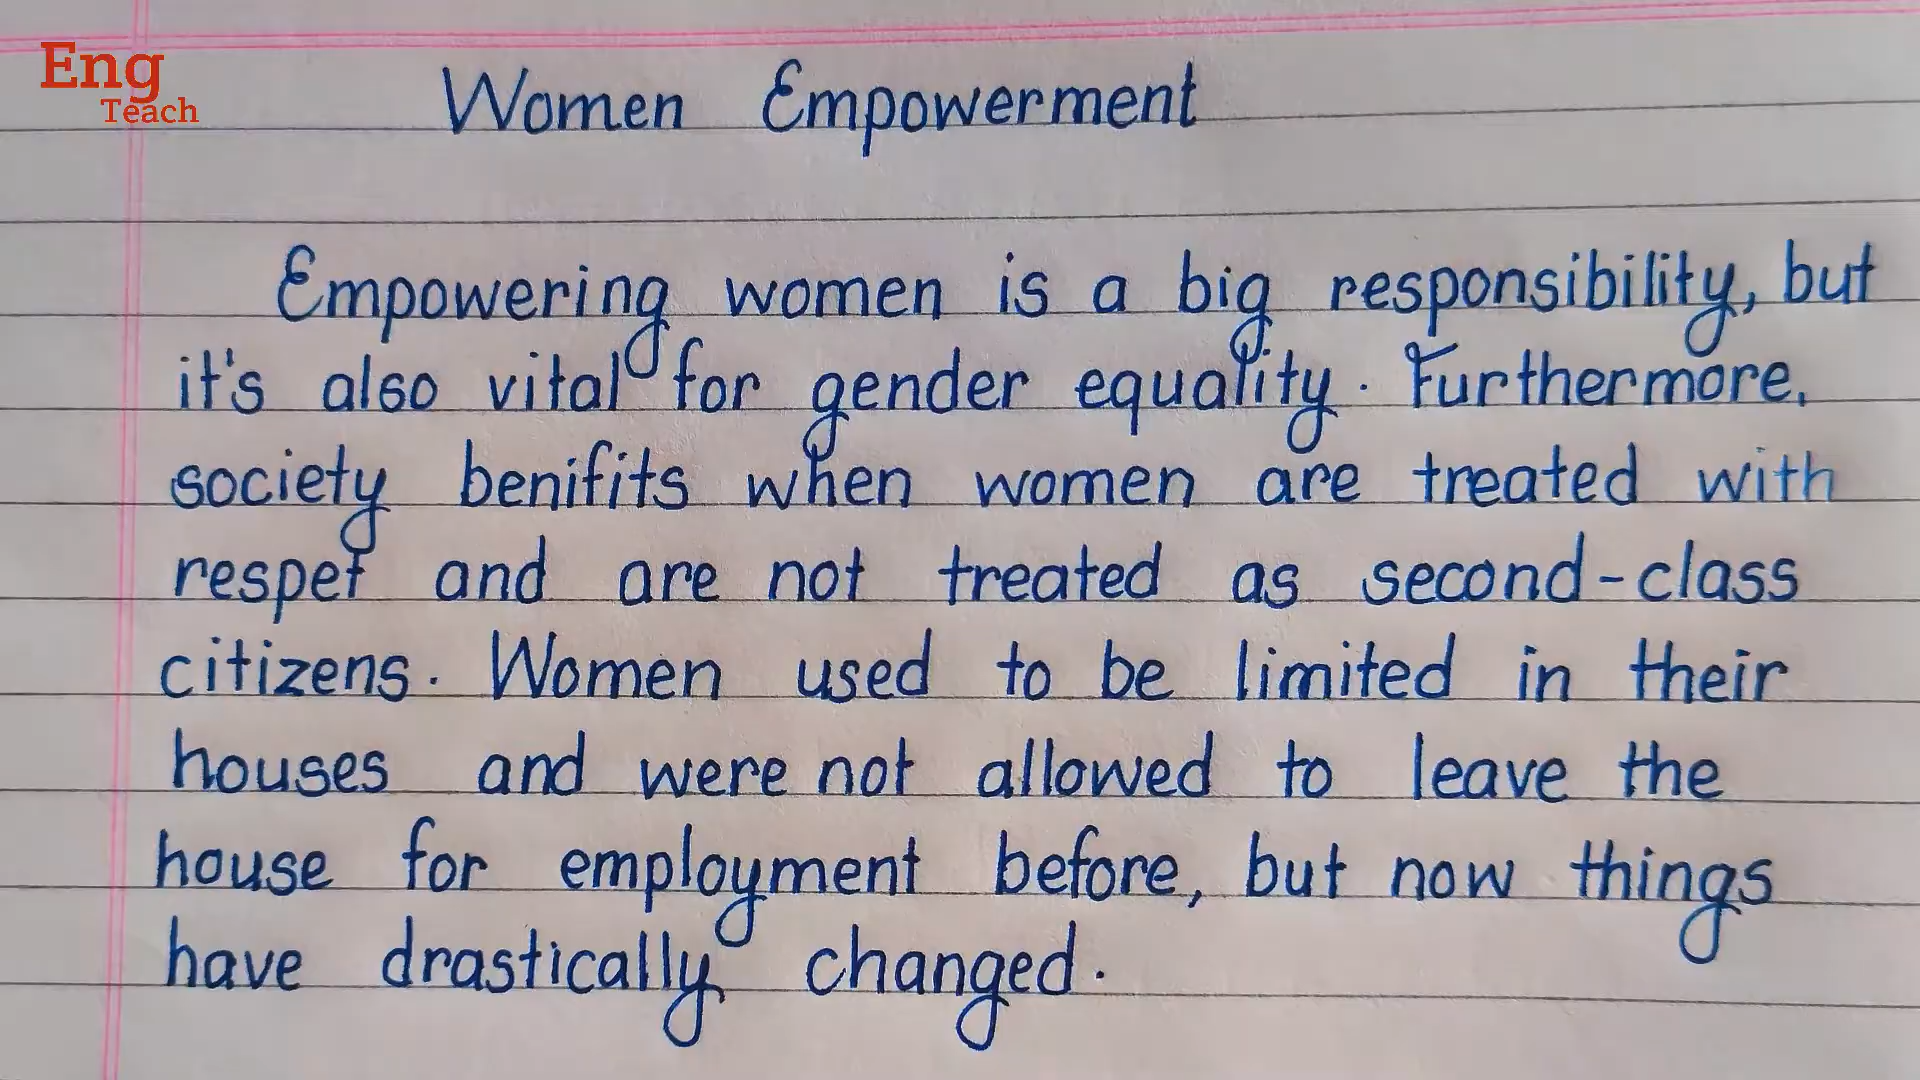 Eng
Teach
Women Empowerment
Empowering women is a big responsibility, but
it's also vital for gender equality. Furthermore,
society benifits when women are treated with
respet and are not treated as second-class
citizens. Women used to be limited in their
houses and were not allowed to leave the
house for employment before, but now things
have drastically changed.